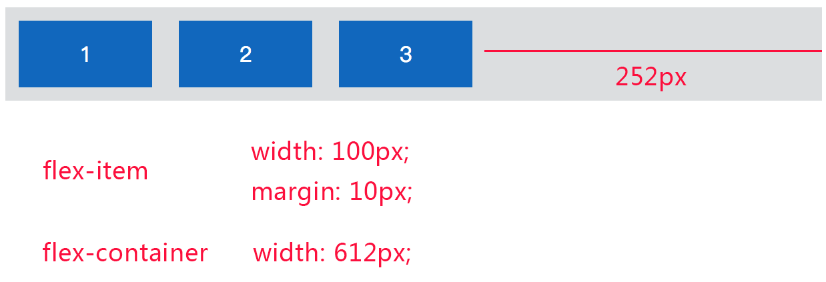 1 2 3
252px
width: 100px;
flex-item
margin: 10px;
flex-container width: 612px;